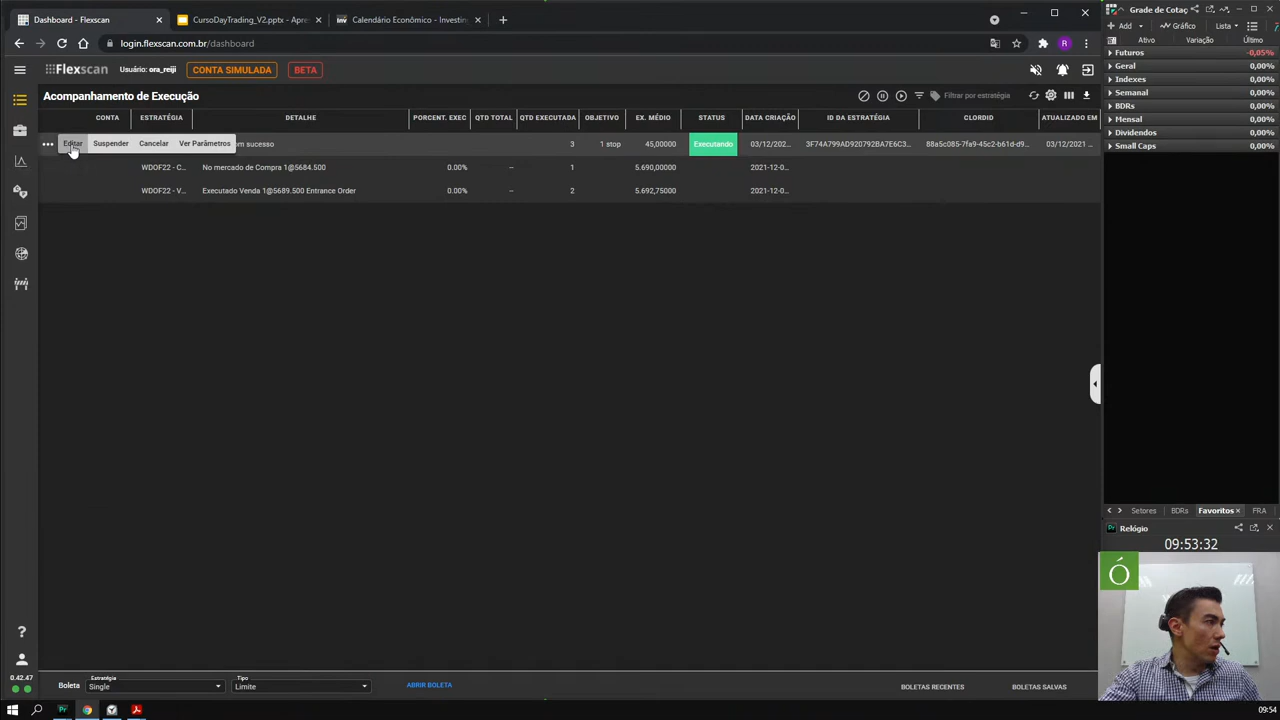 Dashboard - Flexscan
CursoDayTrading_V2.pptx - Apre
Calendário Econômico - Investin
login.flexscan.com.br/dashboard
Flexscan
Usuário: ora_reiji
CONTA SIMULADA
BETA
Acompanhamento de Execução
Filtrar por estratégia
CONTA ESTRATÉGIA DETALHE PORCENT. EXEC QTD TOTAL QTD EXECUTADA OBJETIVO EX. MÉDIO STATUS DATA CRIAÇÃO ID DA ESTRATÉGIA CLORDID ATUALIZADO EM
Editar Suspender Cancelar Ver Parâmetros om sucesso 3 1 stop 45,00000 Executando 03/12/202... 3F74A799AD920792BA7E6C3... 88a5c085-7fa9-45c2-b61d-d9... 03/12/2021 ...
WDOF22 - C... No mercado de Compra 1@5684.500 0.00% -- 1 5.690,00000 2021-12-0...
WDOF22 - V... Executado Venda 1@5689.500 Entrance Order 0.00% -- 2 5.692,75000 2021-12-0...
Boleta
Estratégia
Single
Tipo
Limite
ABRIR BOLETA
BOLETAS RECENTES
BOLETAS SALVAS
0.42.47
Grade de Cotaç
Add
Gráfico
Lista
Ativo Variação Último
Futuros -0,05%
Geral 0,00%
Indexes 0,00%
Semanal 0,00%
BDRs 0,00%
Mensal 0,00%
Dividendos 0,00%
Small Caps 0,00%
Setores BDRs Favoritos FRA
Relógio
09:53:32
Ó
Pr
09:54